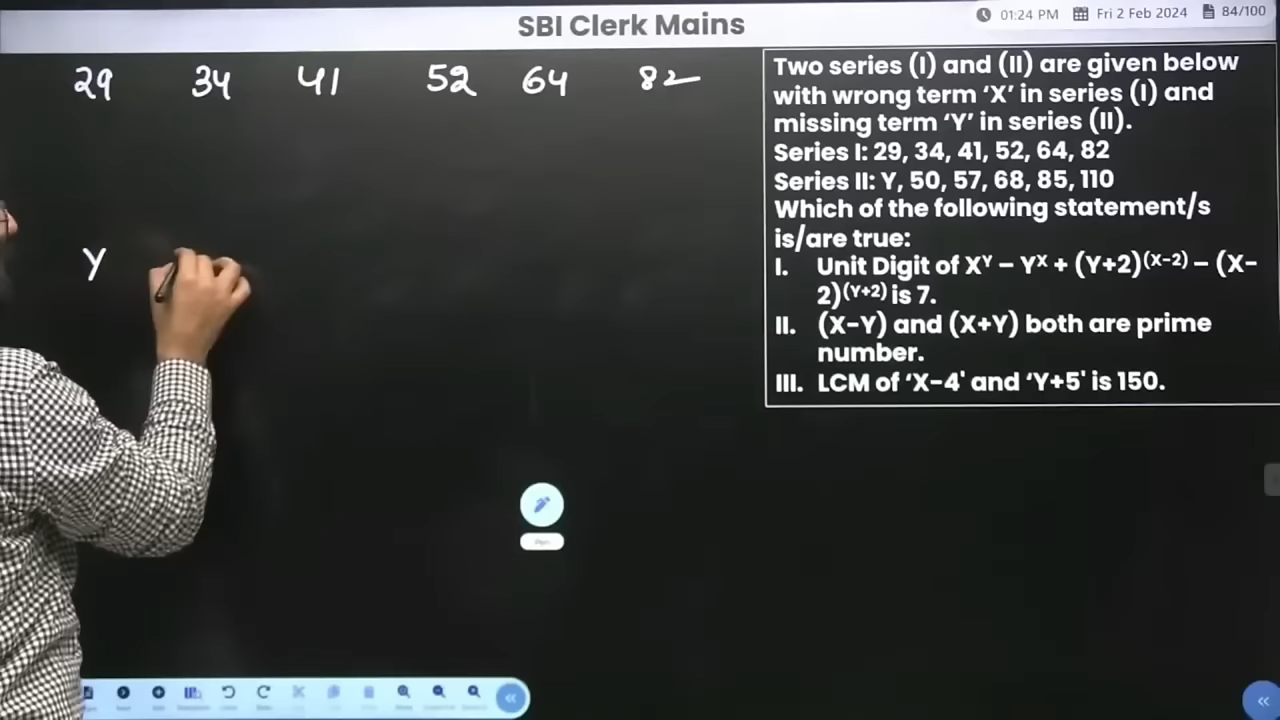 SBI Clerk Mains
01:24 PM Fri 2 Feb 2024 84/100
29 34 41 52 64 82
Y
Two series (I) and (II) are given below
with wrong term ‘X’ in series (I) and
missing term ‘Y’ in series (II).
Series I: 29, 34, 41, 52, 64, 82
Series II: Y, 50, 57, 68, 85, 110
Which of the following statement/s
is/are true:
I. Unit Digit of Xʸ – Yˣ + (Y+2)⁽ˣ⁻²⁾ – (X-
2)⁽ʸ⁺²⁾ is 7.
II. (X-Y) and (X+Y) both are prime
number.
III. LCM of ‘X-4' and ‘Y+5' is 150.